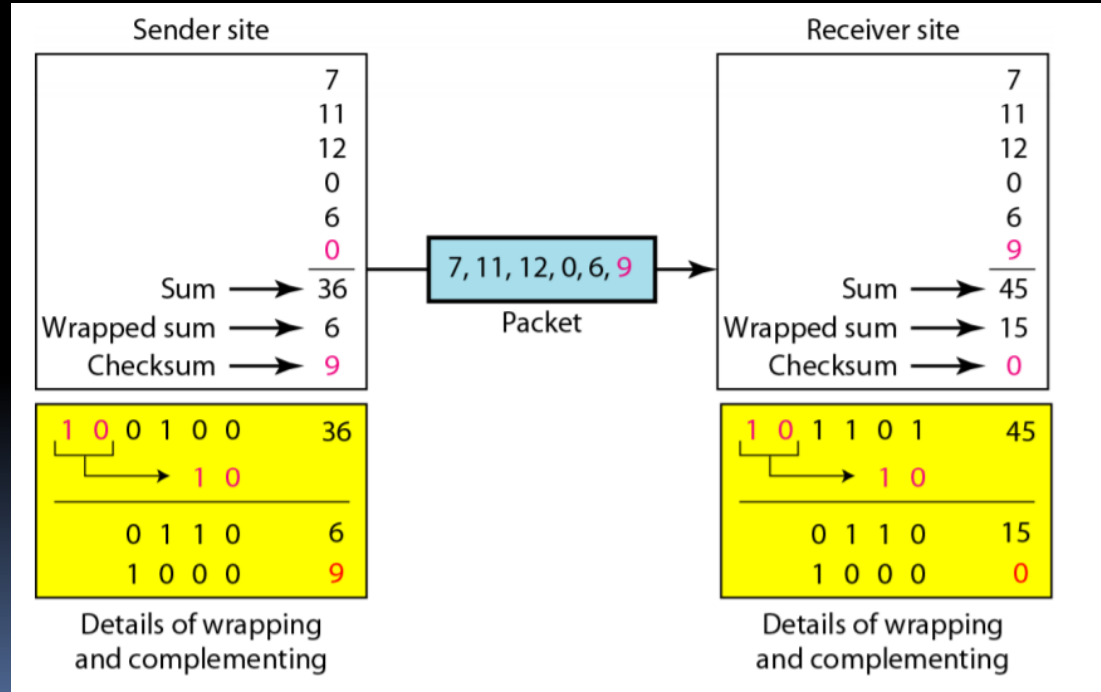 Sender site
7
11
12
0
6
0
Sum 36
Wrapped sum 6
Checksum 9
1 0 0 1 0 0 36
1 0
0 1 1 0 6
1 0 0 0 9
Details of wrapping
and complementing
7, 11, 12, 0, 6, 9
Packet
Receiver site
7
11
12
0
6
9
Sum 45
Wrapped sum 15
Checksum 0
1 0 1 1 0 1 45
1 0
0 1 1 0 15
1 0 0 0 0
Details of wrapping
and complementing